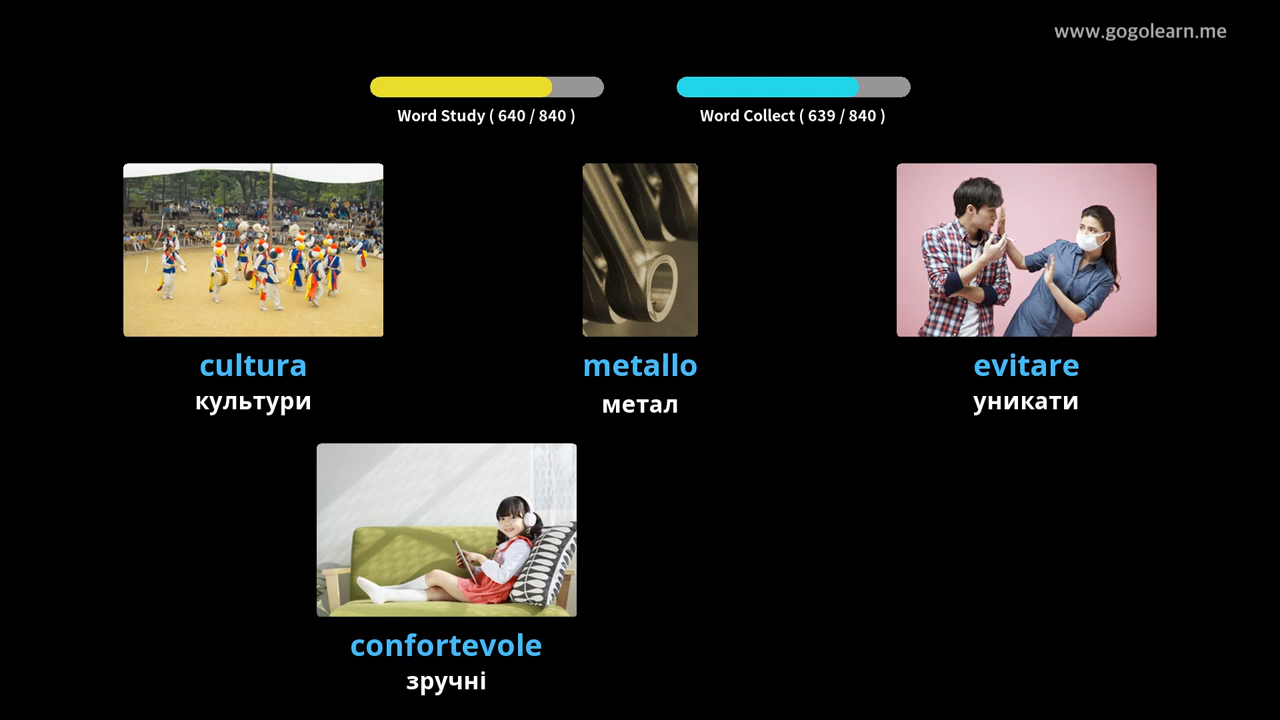 www.gogolearn.me
Word Study ( 640 / 840 )
Word Collect ( 639 / 840 )
cultura
культури
metallo
метал
evitare
уникати
confortevole
зручні